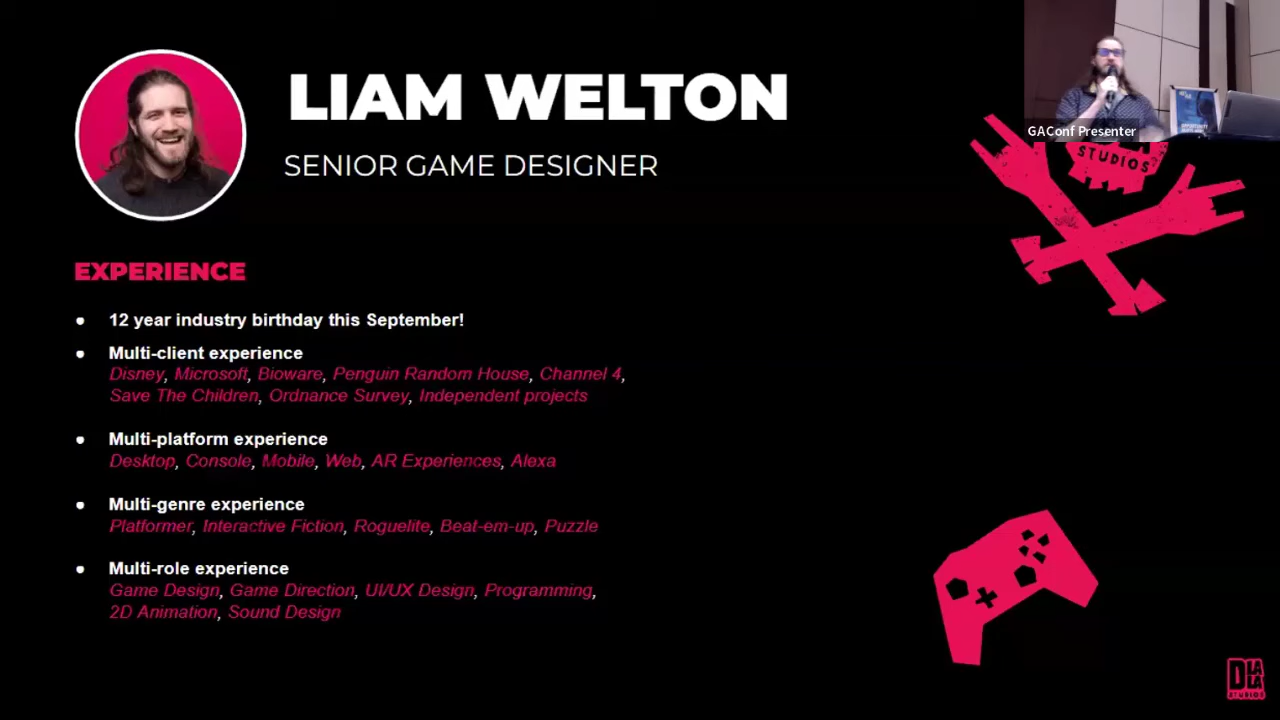 LIAM WELTON
SENIOR GAME DESIGNER
GAConf Presenter
STUDIOS
EXPERIENCE
● 12 year industry birthday this September!
● Multi-client experience
Disney, Microsoft, Bioware, Penguin Random House, Channel 4,
Save The Children, Ordnance Survey, Independent projects
● Multi-platform experience
Desktop, Console, Mobile, Web, AR Experiences, Alexa
● Multi-genre experience
Platformer, Interactive Fiction, Roguelite, Beat-em-up, Puzzle
● Multi-role experience
Game Design, Game Direction, UI/UX Design, Programming,
2D Animation, Sound Design
DLALA
STUDIOS